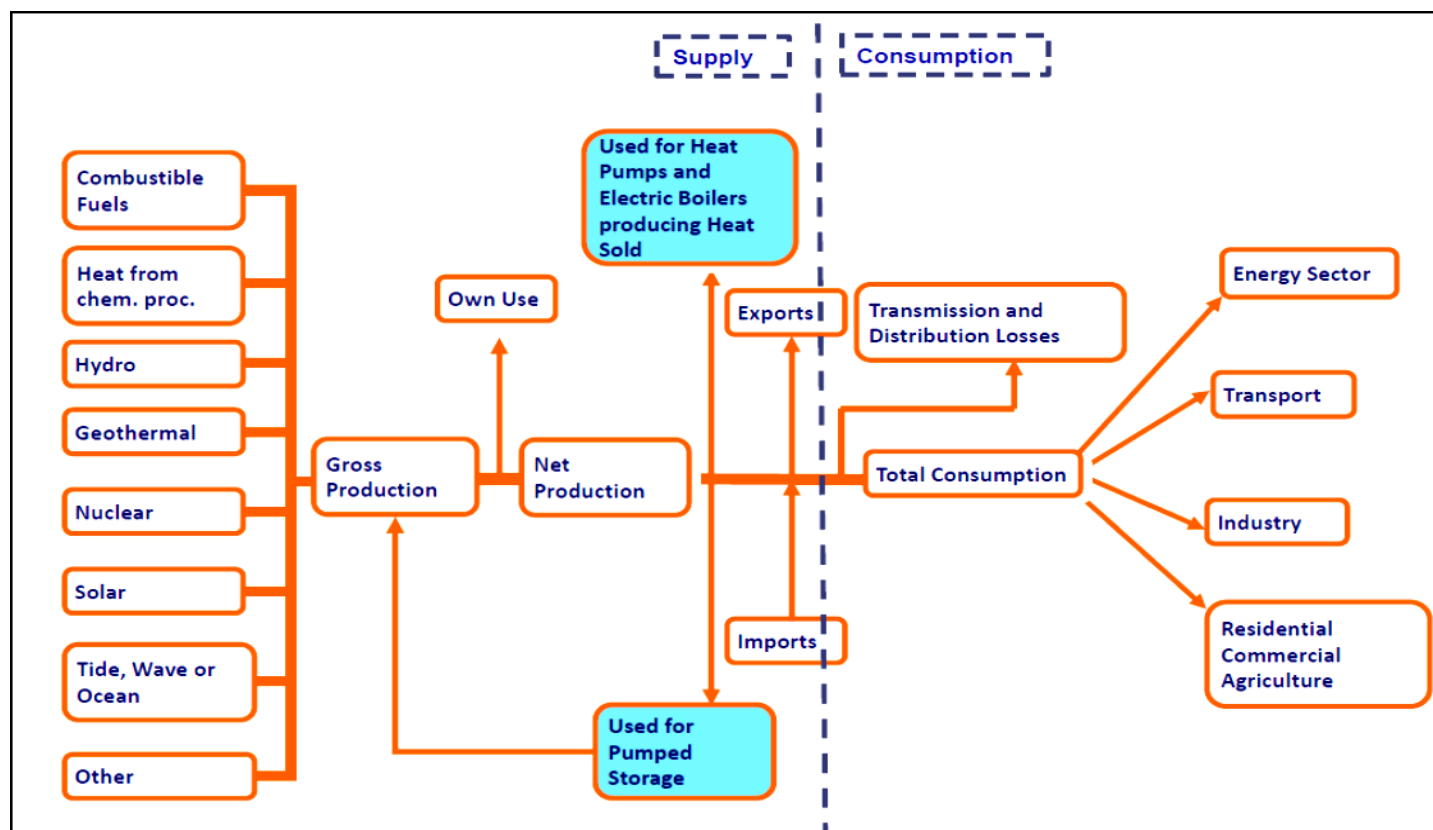 Supply
Consumption
Combustible
Fuels
Heat from
chem. proc.
Hydro
Geothermal
Nuclear
Solar
Tide, Wave or
Ocean
Other
Gross
Production
Own Use
Net
Production
Used for Heat
Pumps and
Electric Boilers
producing Heat
Sold
Exports
Imports
Used for
Pumped
Storage
Transmission and
Distribution Losses
Total Consumption
Energy Sector
Transport
Industry
Residential
Commercial
Agriculture